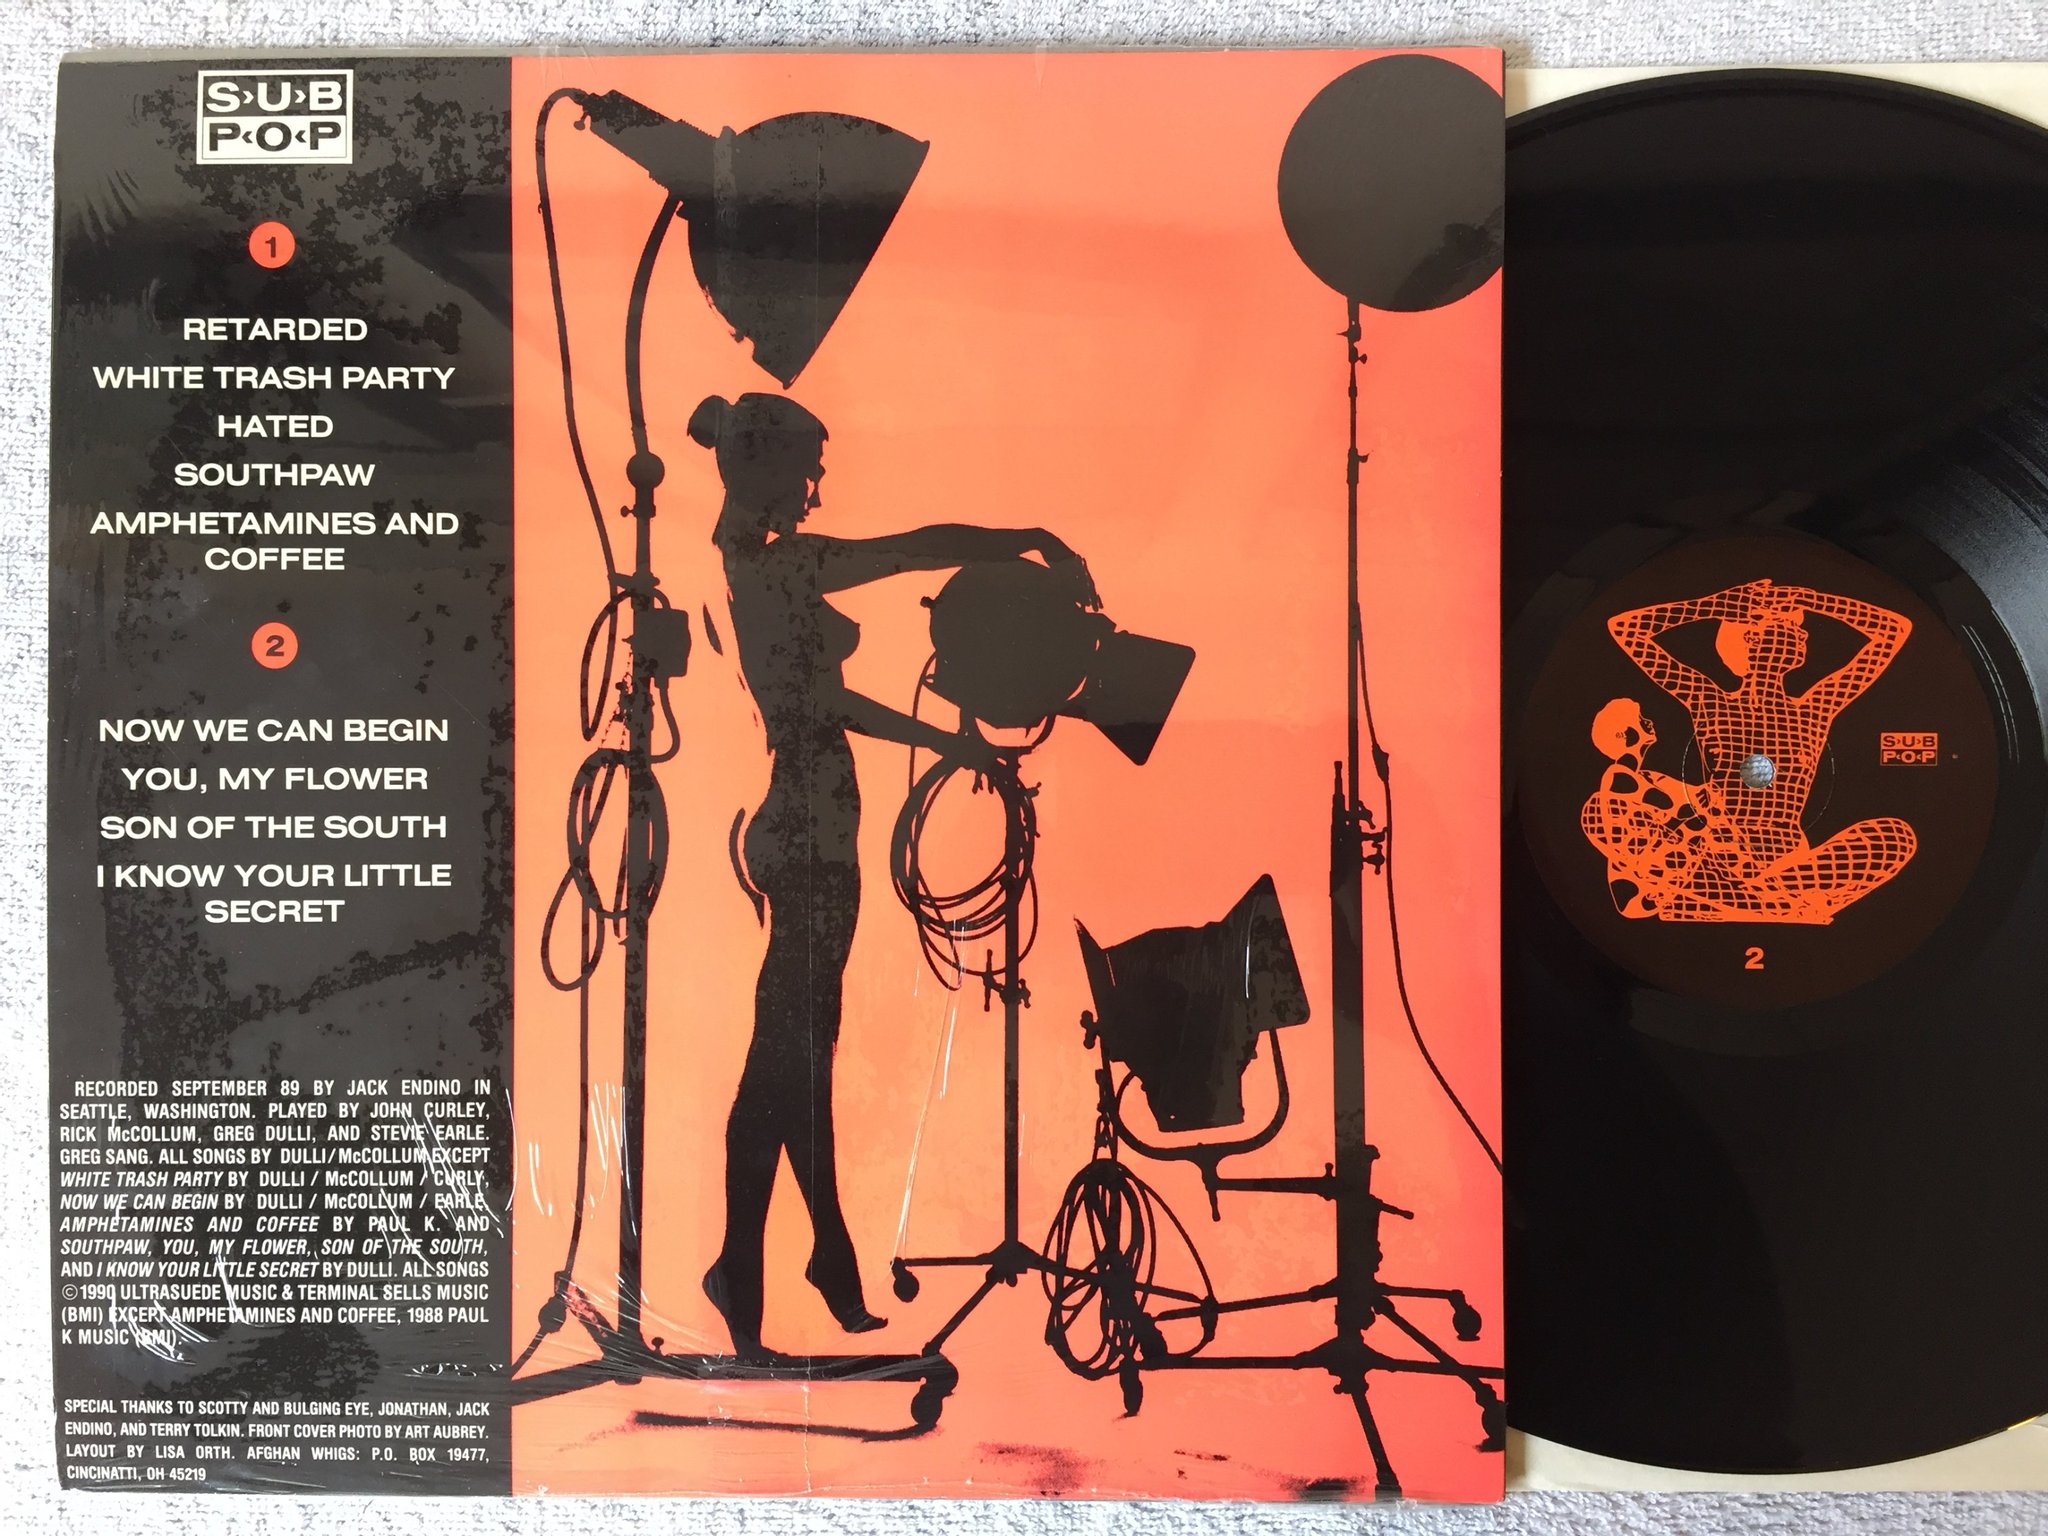 S›U›B
P‹O‹P
1
RETARDED
WHITE TRASH PARTY
HATED
SOUTHPAW
AMPHETAMINES AND
COFFEE
2
NOW WE CAN BEGIN
YOU, MY FLOWER
SON OF THE SOUTH
I KNOW YOUR LITTLE
SECRET
RECORDED SEPTEMBER 89 BY JACK ENDINO IN
SEATTLE, WASHINGTON. PLAYED BY JOHN CURLEY,
RICK McCOLLUM, GREG DULLI, AND STEVIE EARLE.
GREG SANG. ALL SONGS BY DULLI/McCOLLUM EXCEPT
WHITE TRASH PARTY BY DULLI / McCOLLUM / CURLY,
NOW WE CAN BEGIN BY DULLI / McCOLLUM / EARLE.
AMPHETAMINES AND COFFEE BY PAUL K. AND
SOUTHPAW, YOU, MY FLOWER, SON OF THE SOUTH,
AND I KNOW YOUR LITTLE SECRET BY DULLI. ALL SONGS
©1990 ULTRASUEDE MUSIC & TERMINAL SELLS MUSIC
(BMI) EXCEPT AMPHETAMINES AND COFFEE, 1988 PAUL
K MUSIC (BMI).
SPECIAL THANKS TO SCOTTY AND BULGING EYE, JONATHAN, JACK
ENDINO, AND TERRY TOLKIN. FRONT COVER PHOTO BY ART AUBREY.
LAYOUT BY LISA ORTH. AFGHAN WHIGS: P.O. BOX 19477,
CINCINATTI, OH 45219
S›U›B
P‹O‹P
2